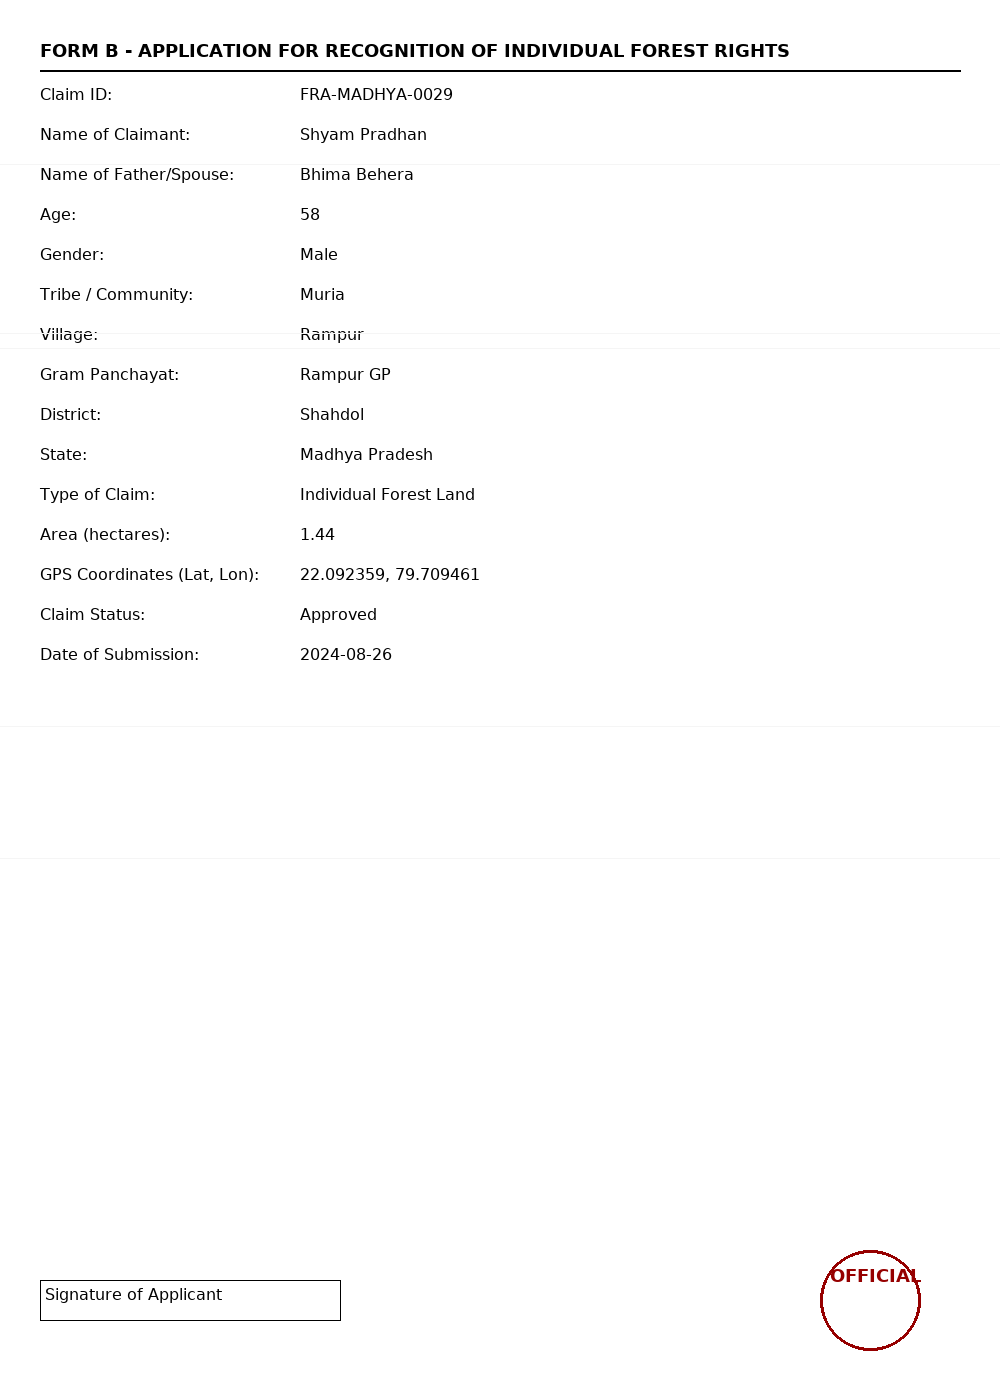 FORM B - APPLICATION FOR RECOGNITION OF INDIVIDUAL FOREST RIGHTS
Claim ID: FRA-MADHYA-0029
Name of Claimant: Shyam Pradhan
Name of Father/Spouse: Bhima Behera
Age: 58
Gender: Male
Tribe / Community: Muria
Village: Rampur
Gram Panchayat: Rampur GP
District: Shahdol
State: Madhya Pradesh
Type of Claim: Individual Forest Land
Area (hectares): 1.44
GPS Coordinates (Lat, Lon): 22.092359, 79.709461
Claim Status: Approved
Date of Submission: 2024-08-26
Signature of Applicant
OFFICIAL